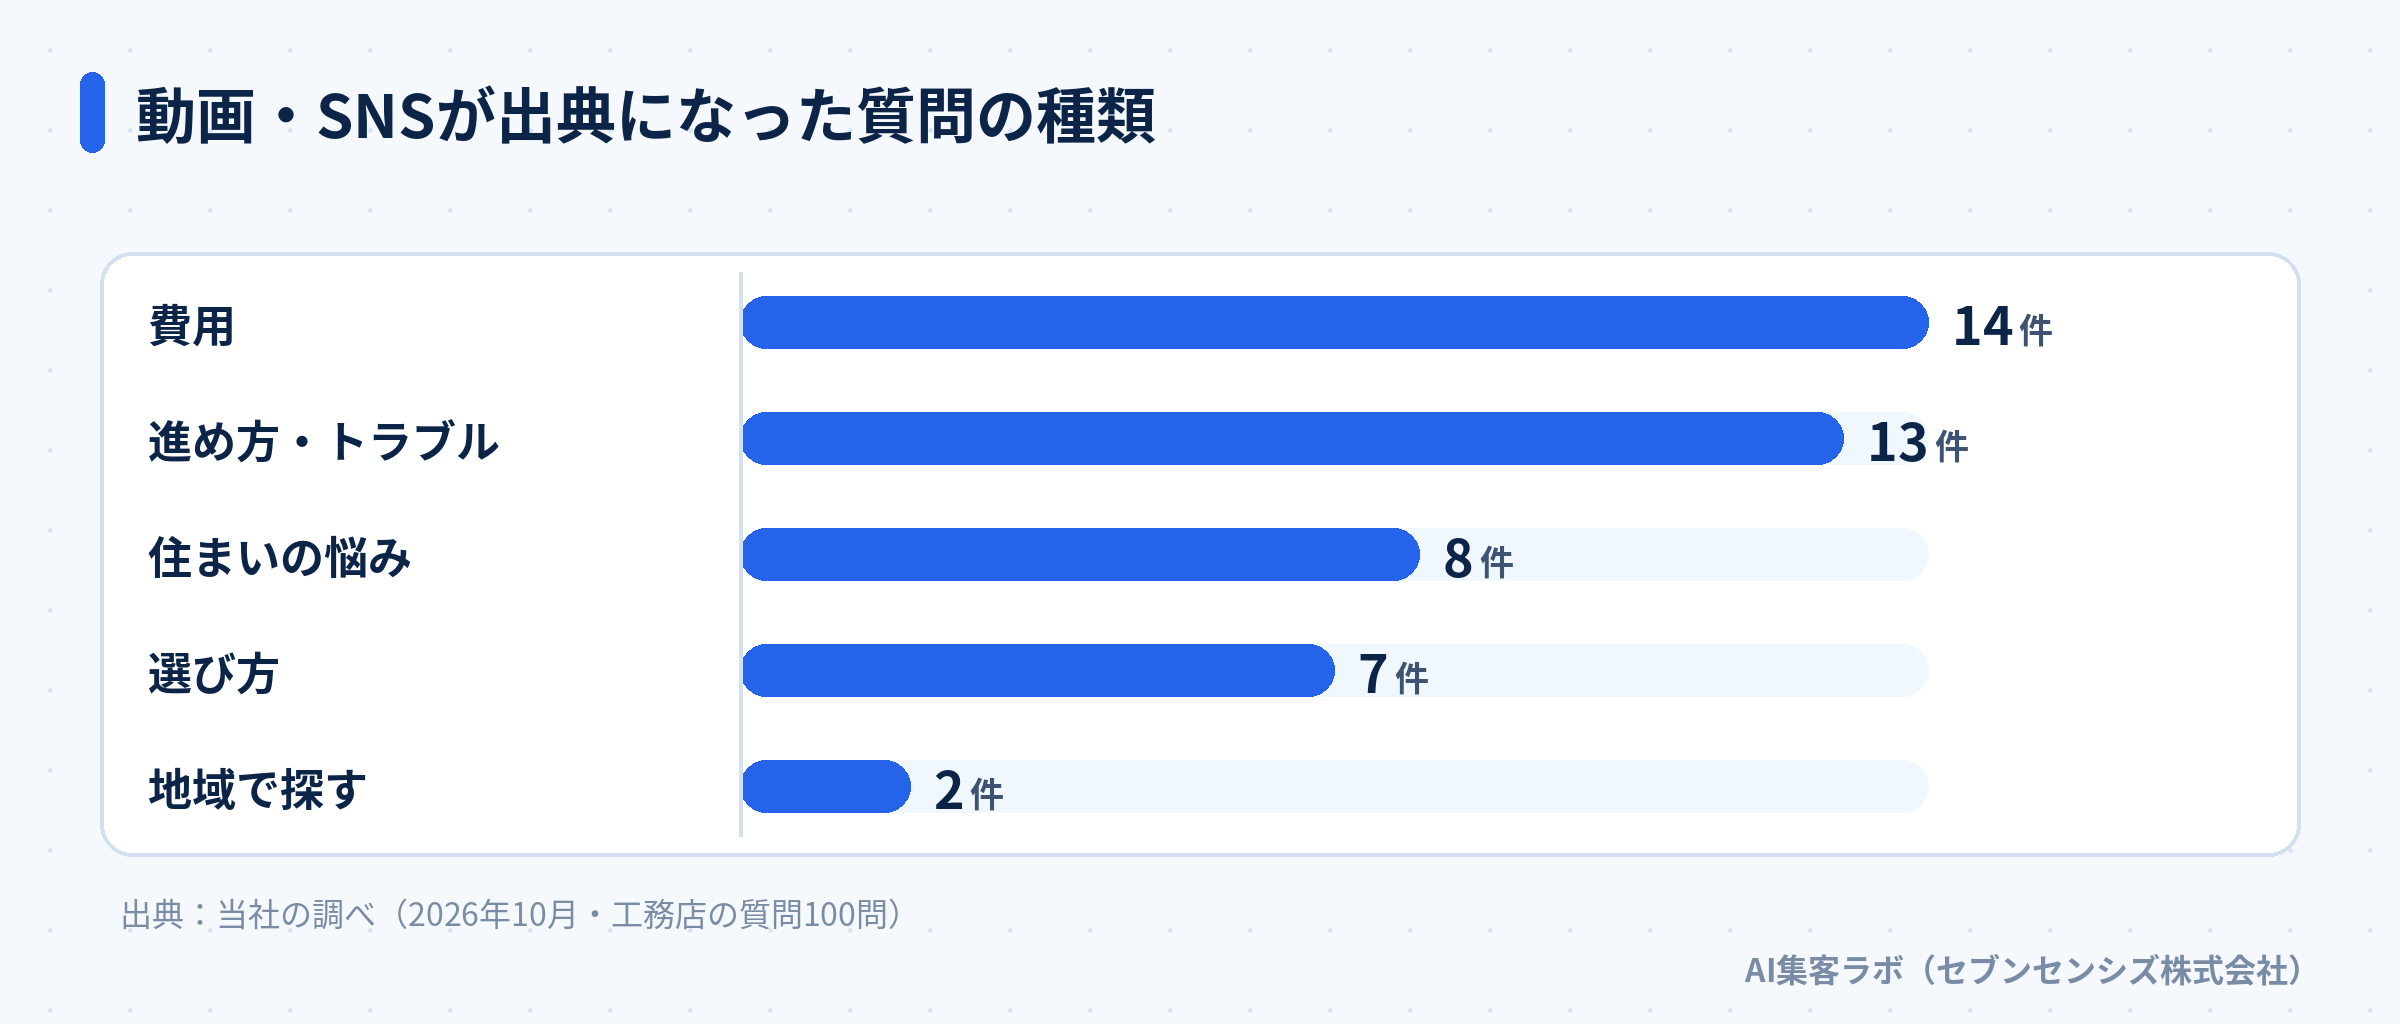 動画・SNSが出典になった質問の種類
費用 14件
進め方・トラブル 13件
住まいの悩み 8件
選び方 7件
地域で探す 2件
出典：当社の調べ（2026年10月・工務店の質問100問）
AI集客ラボ（セブンセンシズ株式会社）